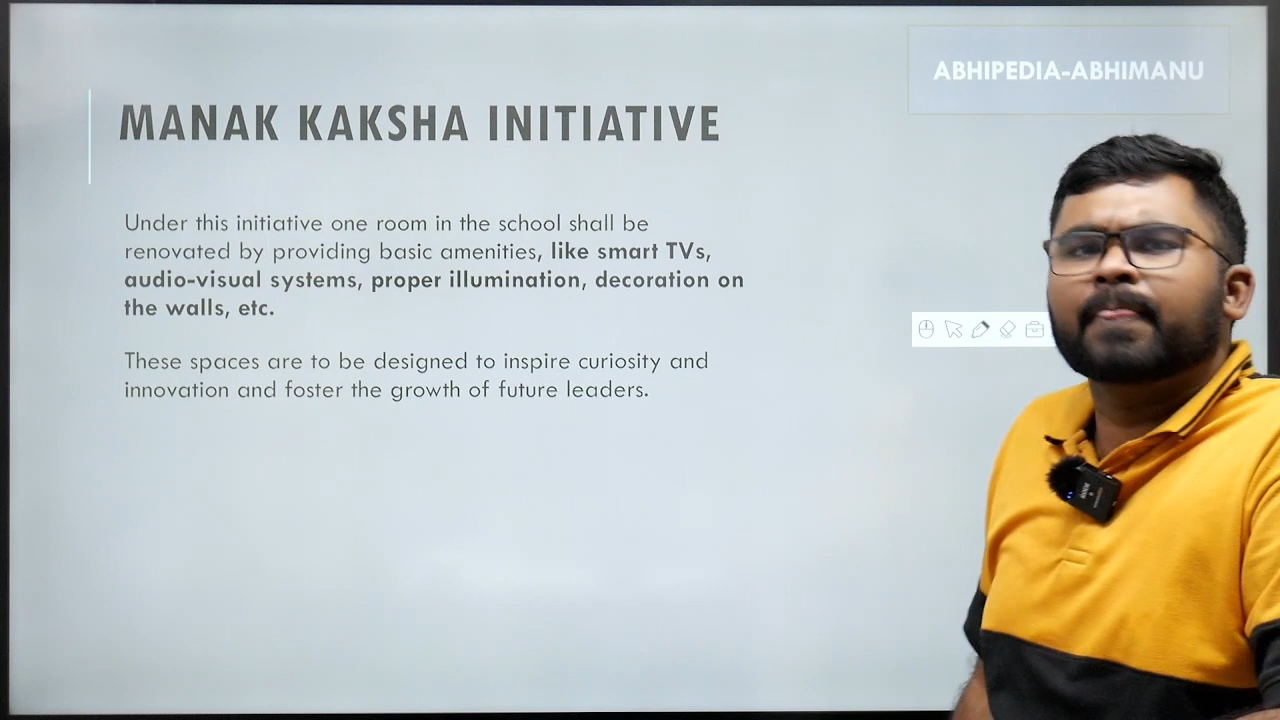 ABHIPEDIA-ABHIMANU
MANAK KAKSHA INITIATIVE
Under this initiative one room in the school shall be
renovated by providing basic amenities, like smart TVs,
audio-visual systems, proper illumination, decoration on
the walls, etc.
These spaces are to be designed to inspire curiosity and
innovation and foster the growth of future leaders.